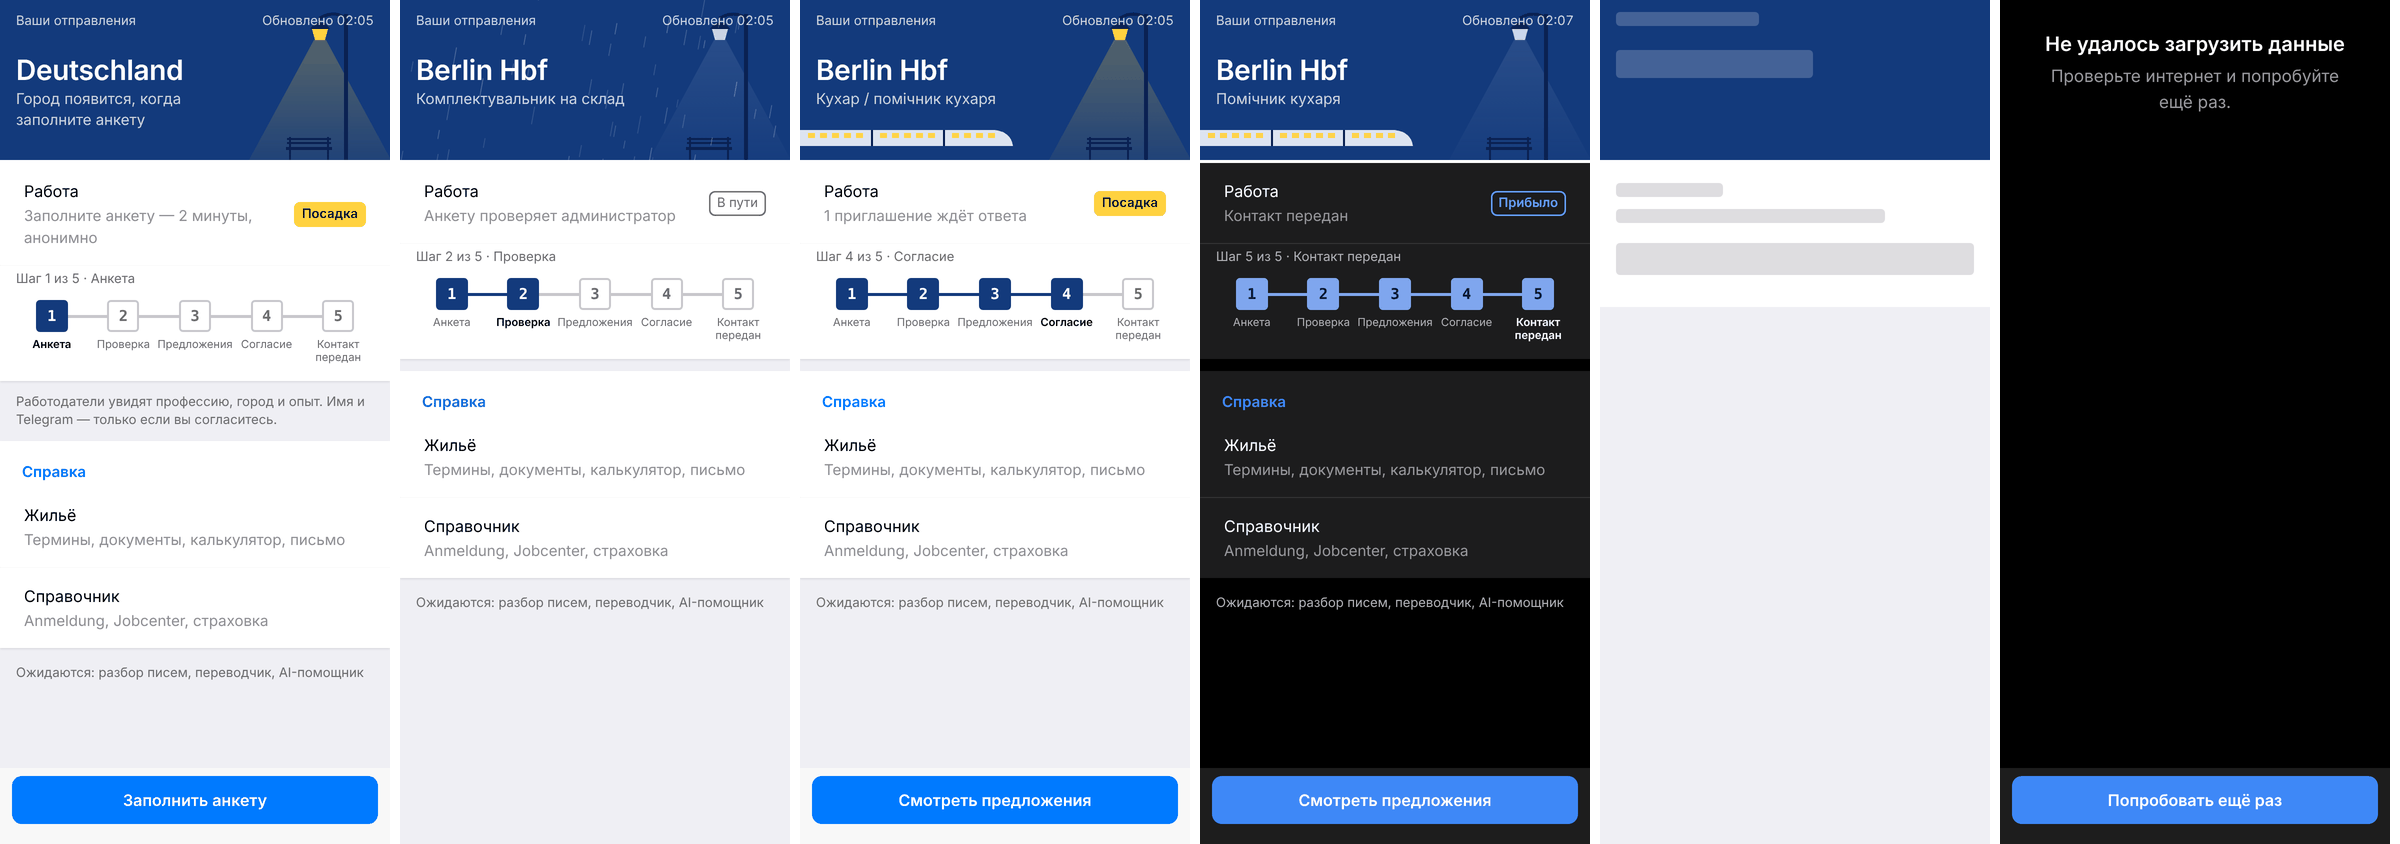 Ваши отправления
Обновлено 02:05
Deutschland
Город появится, когда
заполните анкету
Работа
Заполните анкету — 2 минуты,
анонимно
Посадка
Шаг 1 из 5 · Анкета
1
2
3
4
5
Анкета
Проверка
Предложения
Согласие
Контакт
передан
Работодатели увидят профессию, город и опыт. Имя и
Telegram — только если вы согласитесь.
Справка
Жильё
Термины, документы, калькулятор, письмо
Справочник
Anmeldung, Jobcenter, страховка
Ожидаются: разбор писем, переводчик, AI-помощник
Заполнить анкету
Ваши отправления
Обновлено 02:05
Berlin Hbf
Комплектувальник на склад
Работа
Анкету проверяет администратор
В пути
Шаг 2 из 5 · Проверка
1
2
3
4
5
Анкета
Проверка
Предложения
Согласие
Контакт
передан
Справка
Жильё
Термины, документы, калькулятор, письмо
Справочник
Anmeldung, Jobcenter, страховка
Ожидаются: разбор писем, переводчик, AI-помощник
Ваши отправления
Обновлено 02:05
Berlin Hbf
Кухар / помічник кухаря
Работа
1 приглашение ждёт ответа
Посадка
Шаг 4 из 5 · Согласие
1
2
3
4
5
Анкета
Проверка
Предложения
Согласие
Контакт
передан
Справка
Жильё
Термины, документы, калькулятор, письмо
Справочник
Anmeldung, Jobcenter, страховка
Ожидаются: разбор писем, переводчик, AI-помощник
Смотреть предложения
Ваши отправления
Обновлено 02:07
Berlin Hbf
Помічник кухаря
Работа
Контакт передан
Прибыло
Шаг 5 из 5 · Контакт передан
1
2
3
4
5
Анкета
Проверка
Предложения
Согласие
Контакт
передан
Справка
Жильё
Термины, документы, калькулятор, письмо
Справочник
Anmeldung, Jobcenter, страховка
Ожидаются: разбор писем, переводчик, AI-помощник
Смотреть предложения
Не удалось загрузить данные
Проверьте интернет и попробуйте
ещё раз.
Попробовать ещё раз